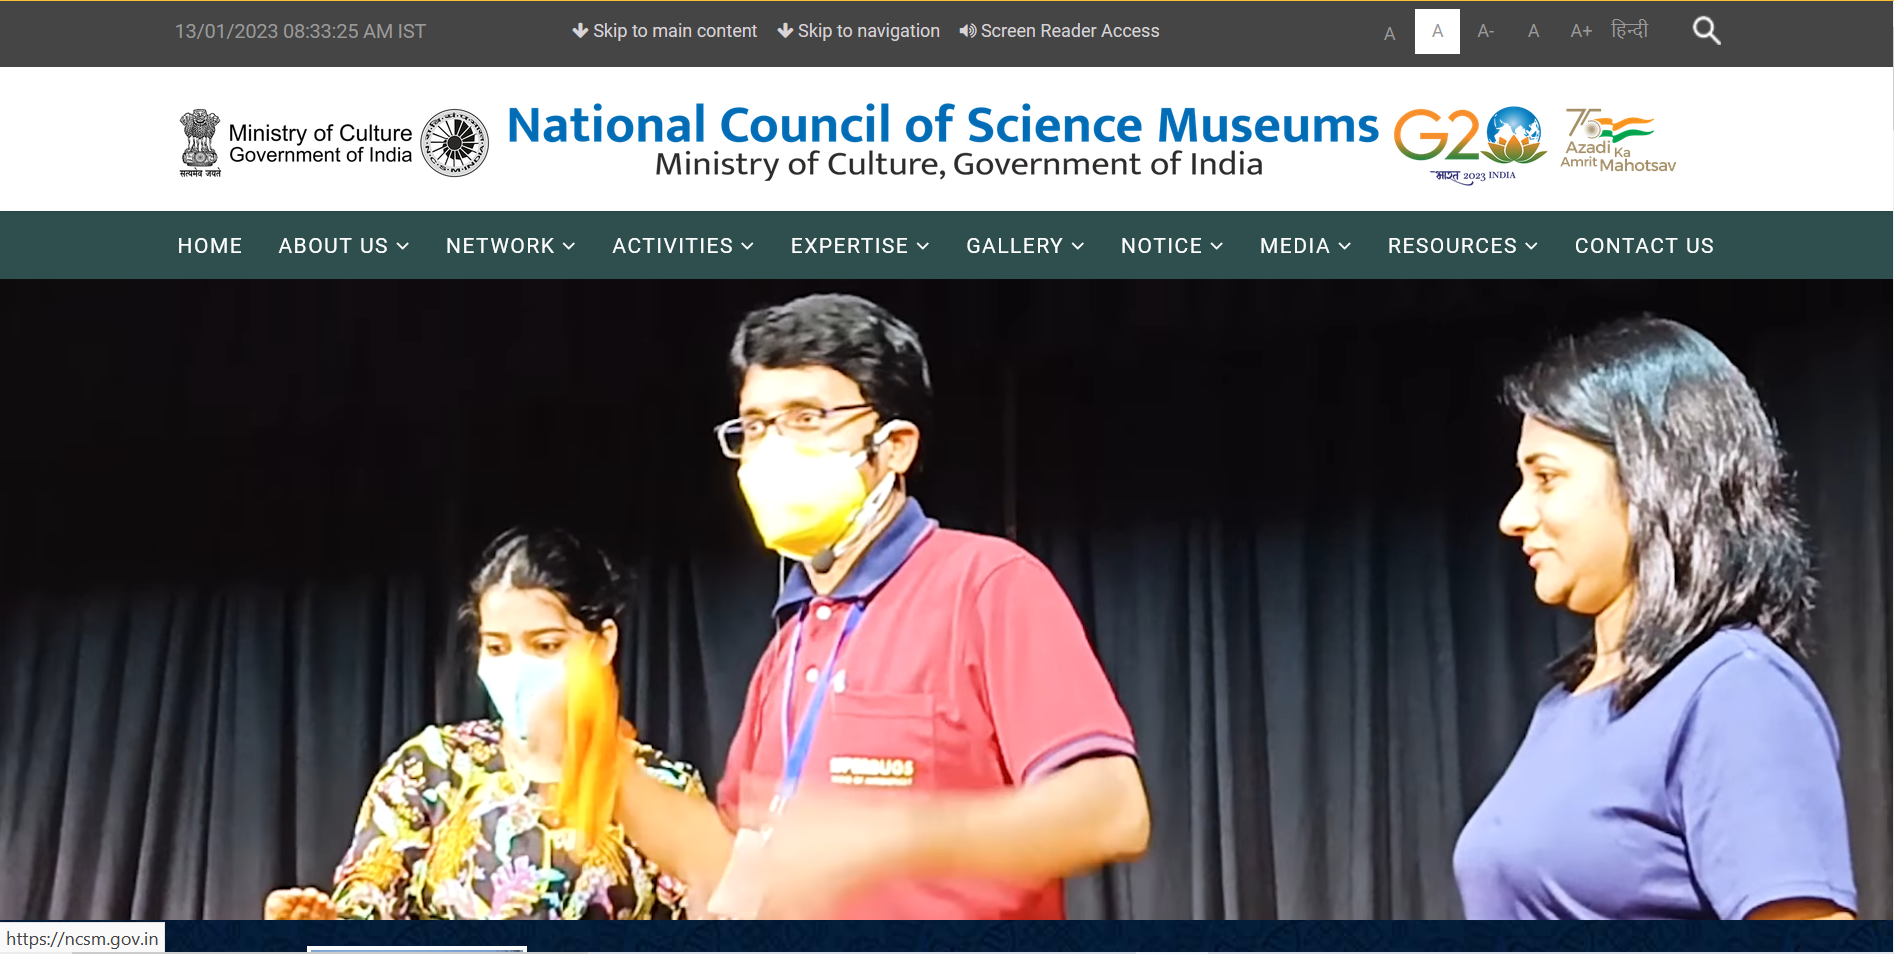 13/01/2023 08:33:25 AM IST
Skip to main content
Skip to navigation
Screen Reader Access
A A A- A A+ हिन्दी
Ministry of Culture
Government of India
सत्यमेव जयते
National Council of Science Museums
Ministry of Culture, Government of India
G20
भारत 2023 INDIA
75
Azadi Ka
Amrit Mahotsav
HOME ABOUT US NETWORK ACTIVITIES EXPERTISE GALLERY NOTICE MEDIA RESOURCES CONTACT US
SUPERBUGS
https://ncsm.gov.in